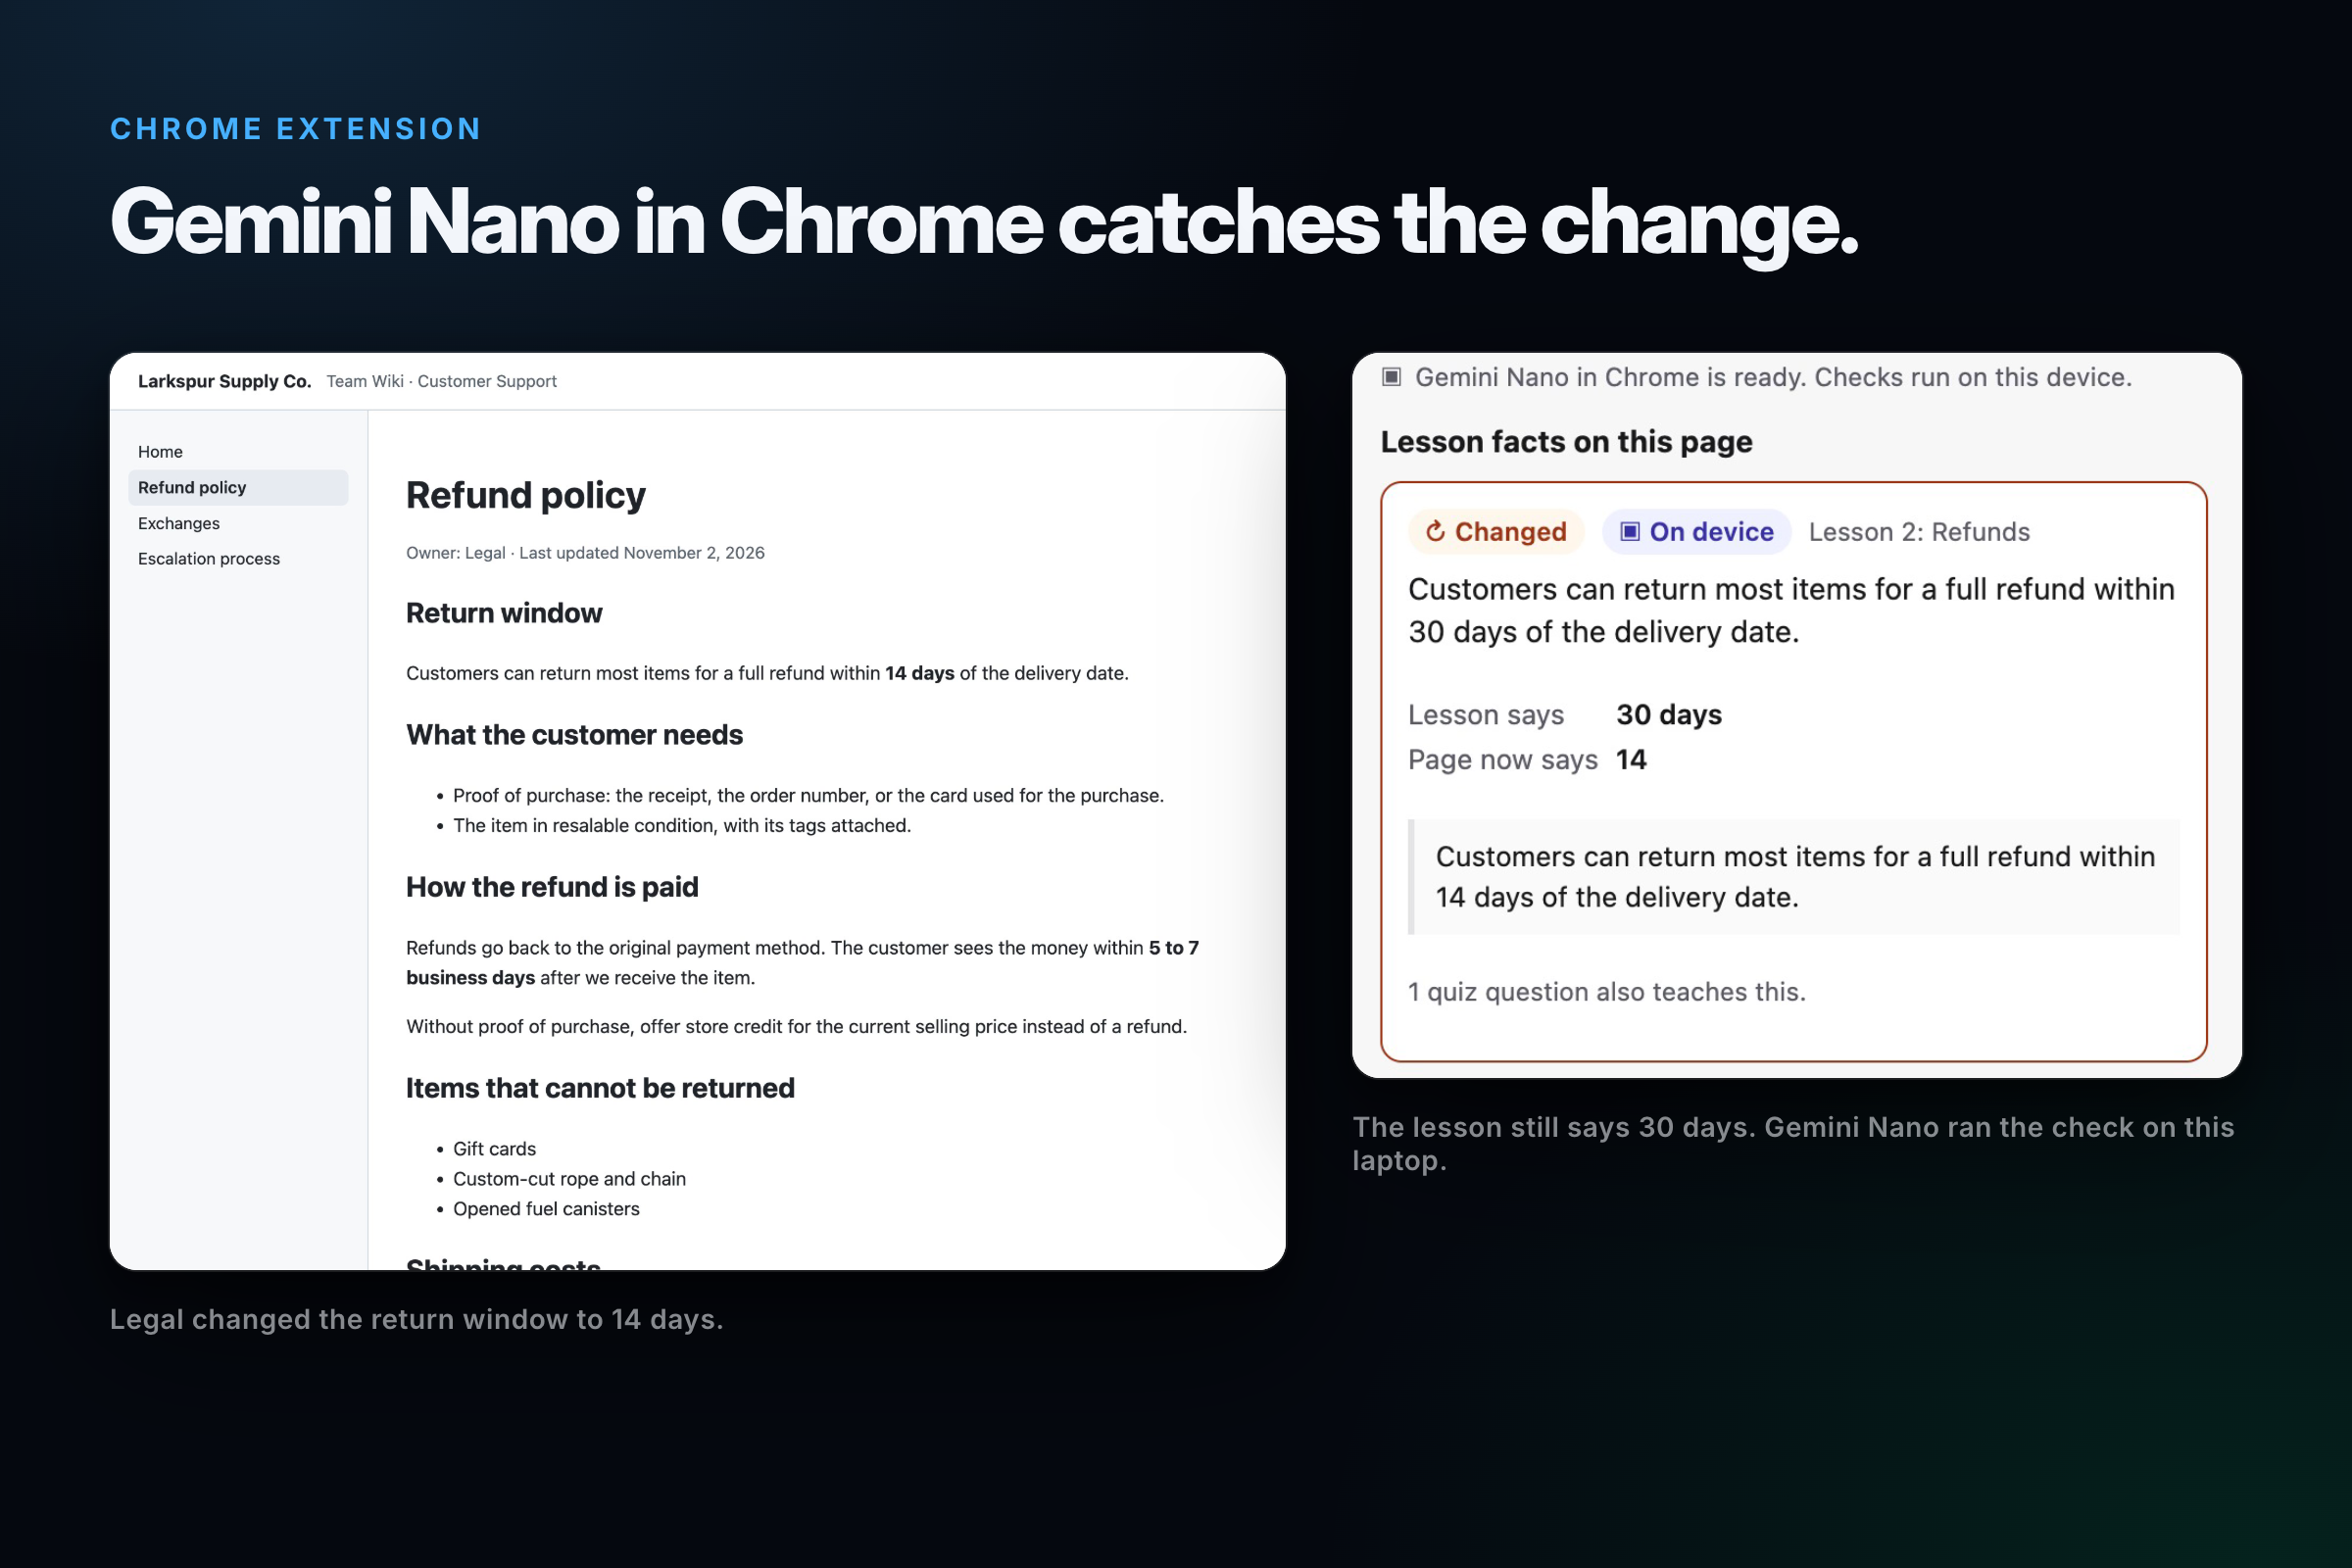 CHROME EXTENSION
Gemini Nano in Chrome catches the change.
Larkspur Supply Co. Team Wiki · Customer Support
Home
Refund policy
Exchanges
Escalation process
Refund policy
Owner: Legal · Last updated November 2, 2026
Return window
Customers can return most items for a full refund within 14 days of the delivery date.
What the customer needs
• Proof of purchase: the receipt, the order number, or the card used for the purchase.
• The item in resalable condition, with its tags attached.
How the refund is paid
Refunds go back to the original payment method. The customer sees the money within 5 to 7
business days after we receive the item.
Without proof of purchase, offer store credit for the current selling price instead of a refund.
Items that cannot be returned
• Gift cards
• Custom-cut rope and chain
• Opened fuel canisters
Shipping costs
Legal changed the return window to 14 days.
Gemini Nano in Chrome is ready. Checks run on this device.
Lesson facts on this page
Changed On device Lesson 2: Refunds
Customers can return most items for a full refund within
30 days of the delivery date.
Lesson says 30 days
Page now says 14
Customers can return most items for a full refund within
14 days of the delivery date.
1 quiz question also teaches this.
The lesson still says 30 days. Gemini Nano ran the check on this
laptop.